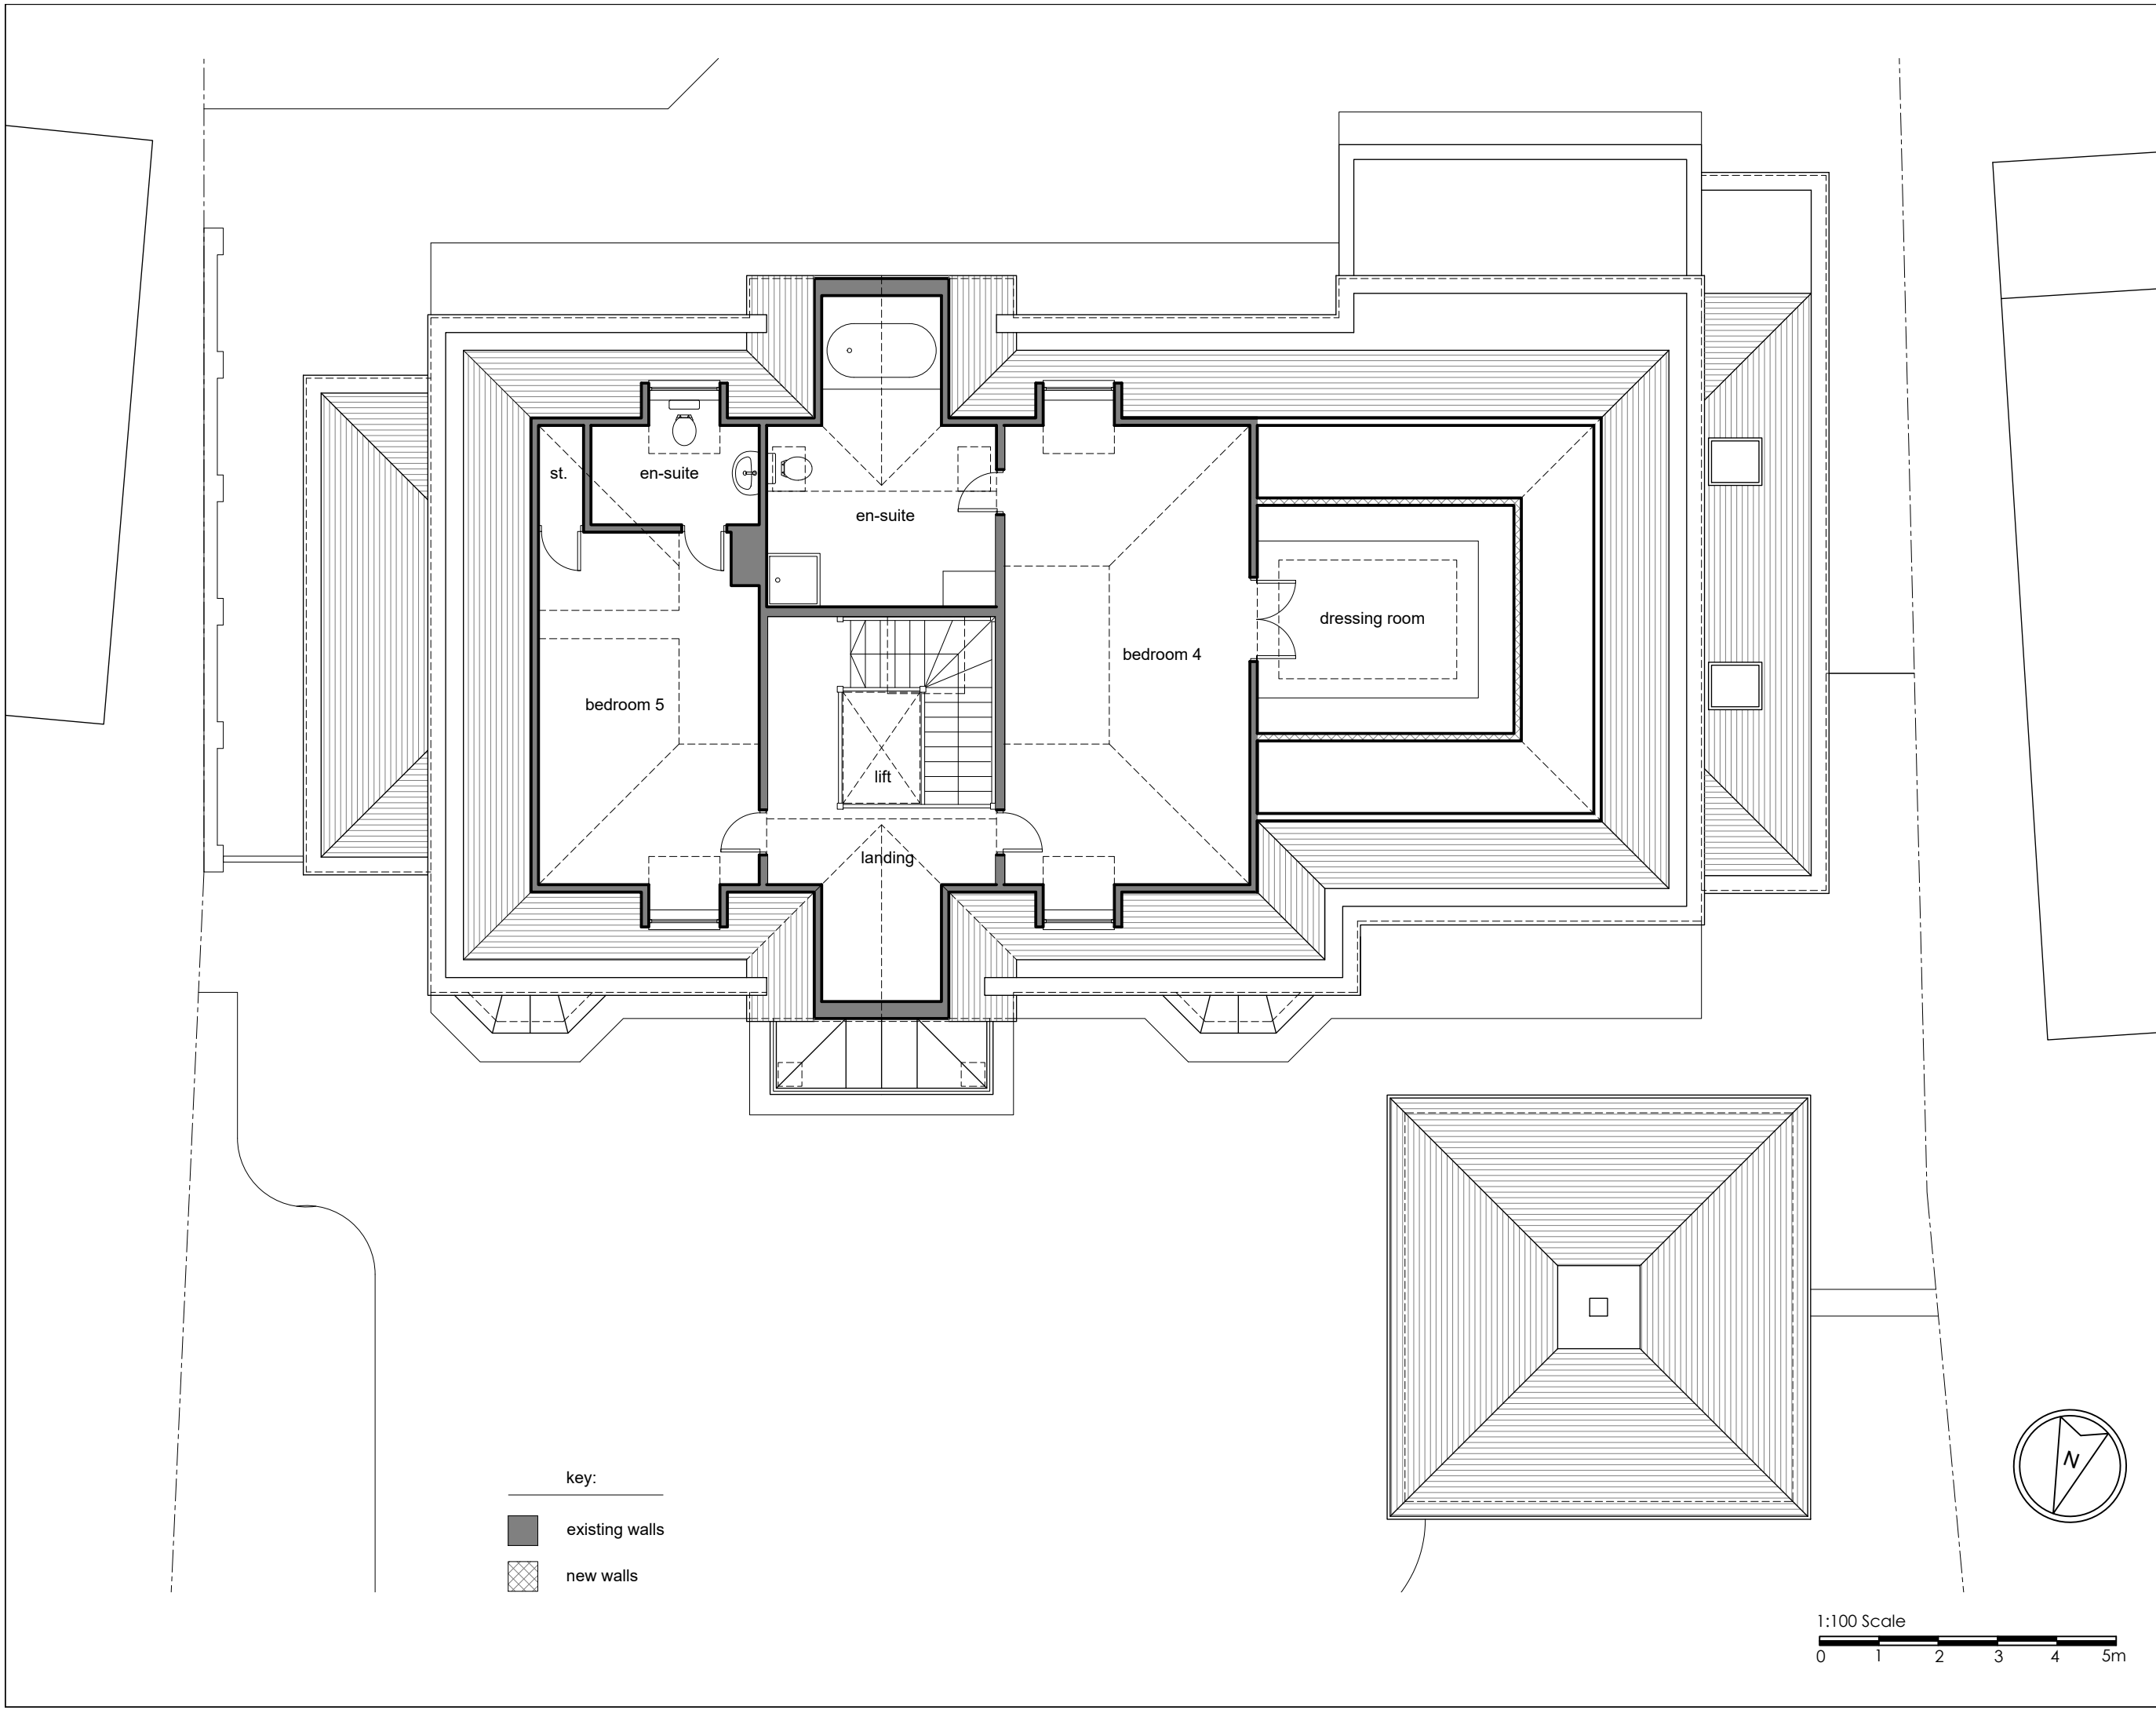 st.
en-suite
en-suite
dressing room
bedroom 4
bedroom 5
lift
landing
N
key:
existing walls
new walls
1:100 Scale
0 1 2 3 4 5m